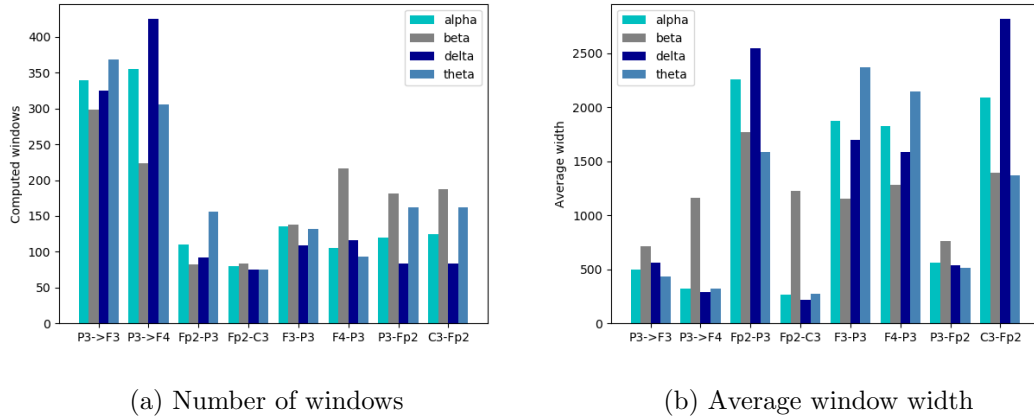 400
350
300
250
200
150
100
50
0
Computed windows
alpha
beta
delta
theta
P3->F3 P3->F4 Fp2-P3 Fp2-C3 F3-P3 F4-P3 P3-Fp2 C3-Fp2
(a) Number of windows
2500
2000
1500
1000
500
0
Average width
alpha
beta
delta
theta
P3->F3 P3->F4 Fp2-P3 Fp2-C3 F3-P3 F4-P3 P3-Fp2 C3-Fp2
(b) Average window width